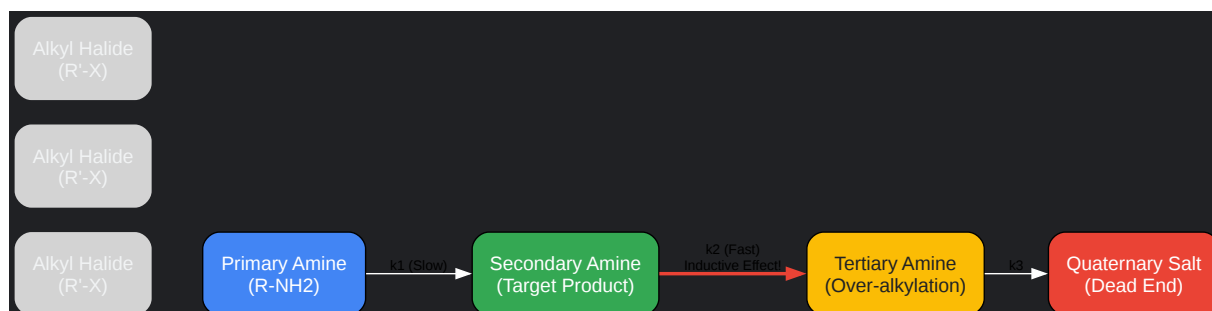 Alkyl Halide
(R'-X)
Alkyl Halide
(R'-X)
Alkyl Halide
(R'-X)
Primary Amine
(R-NH2)
k1 (Slow)
Secondary Amine
(Target Product)
k2 (Fast)
Inductive Effect!
Tertiary Amine
(Over-alkylation)
k3
Quaternary Salt
(Dead End)